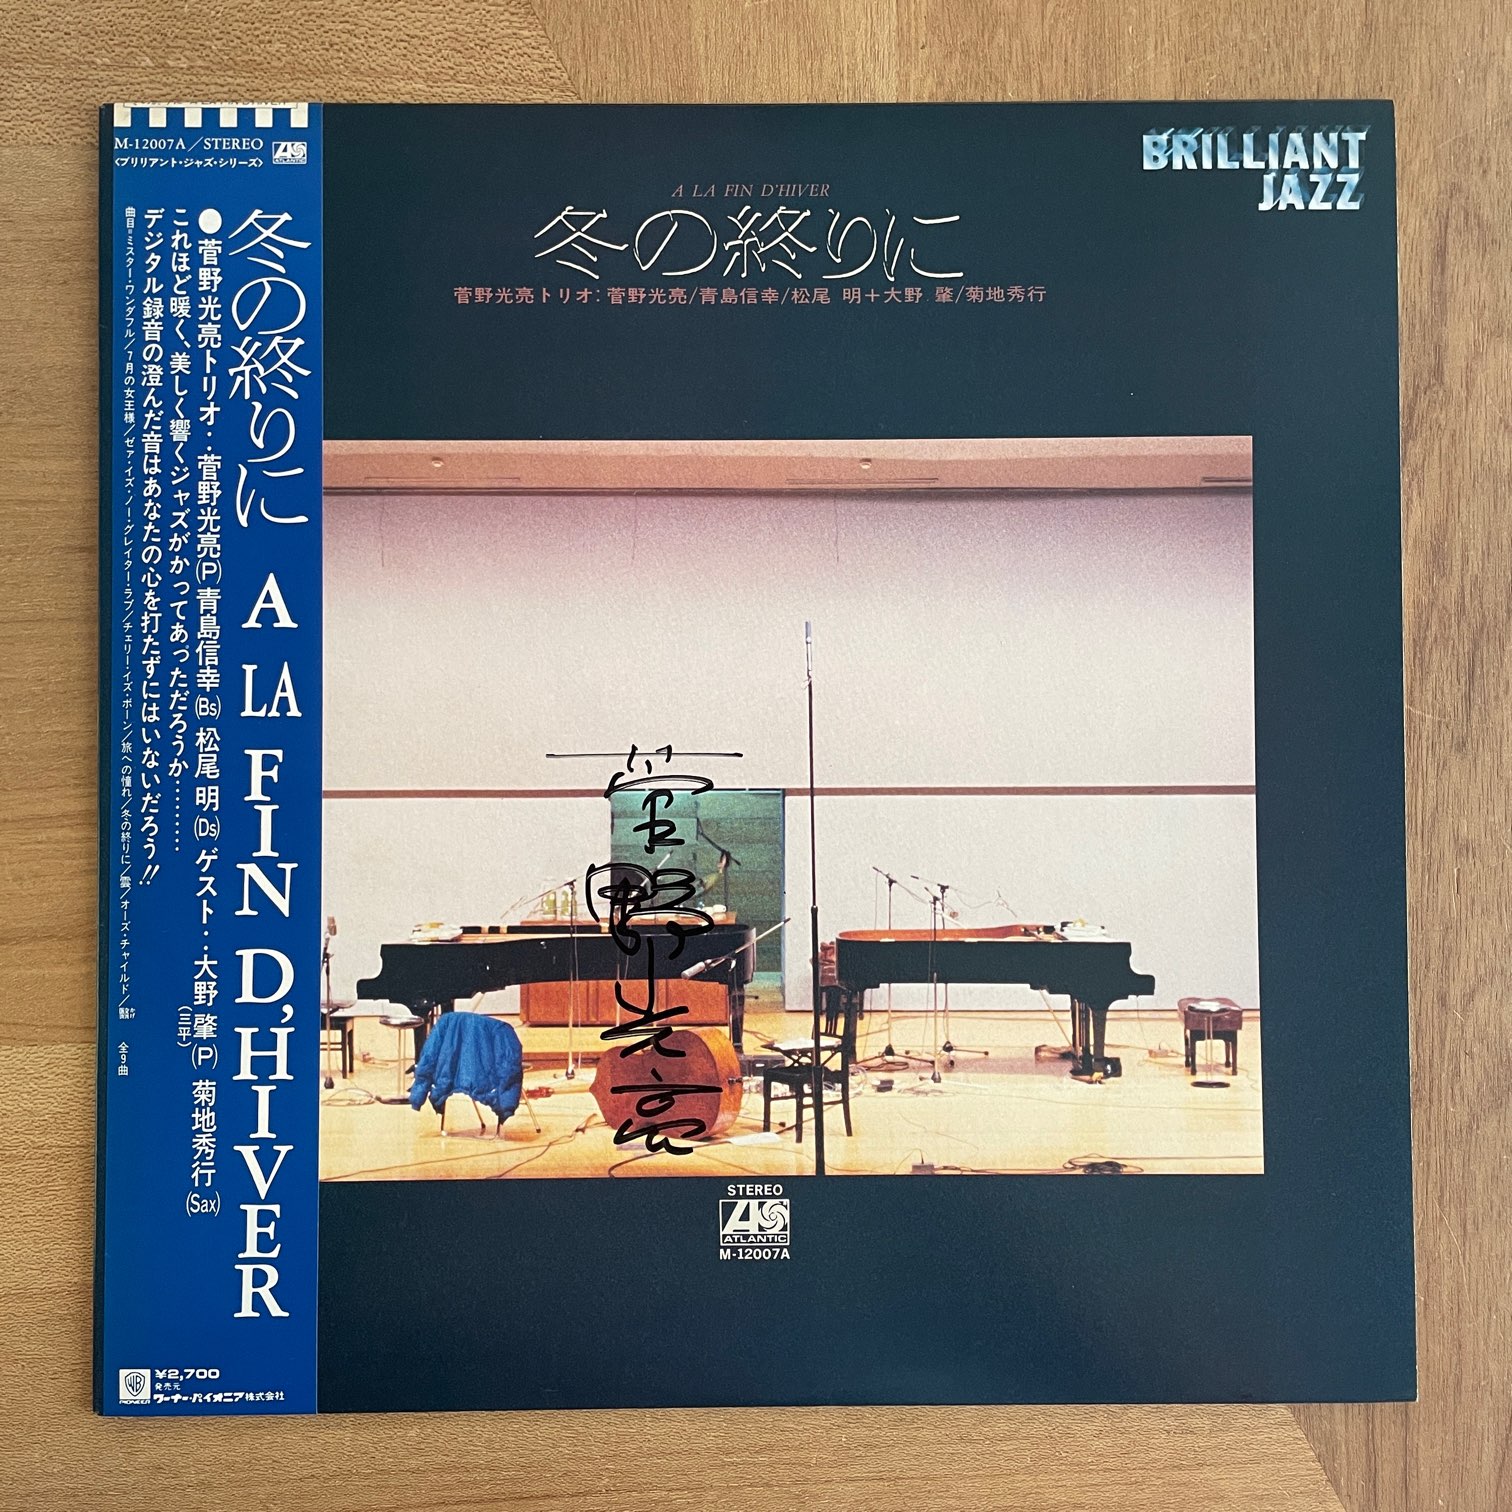 M-12007A／STEREO
〈ブリリアント・ジャズ・シリーズ〉
ATLANTIC
冬の終りに A LA FIN D'HIVER
●菅野光亮トリオ：菅野光亮(P)青島信幸(Bs)松尾 明(Ds)ゲスト：大野 肇(P)菊地秀行(Sax)
(三平)
これほど暖く、美しく響くジャズがかつてあっただろうか………
デジタル録音の澄んだ音はあなたの心を打たずにはいないだろう!!
曲目＝ミスター・ワンダフル／7月の女王様／ゼア・イズ・ノー・グレイター・ラブ／チェリー・イズ・ボーン／旅への憧れ／冬の終りに／雲／オーズ・チャイルド／翳かげ 全9曲
¥2,700
発売元
ワーナー・パイオニア株式会社
WB
PIONEER
BRILLIANT
JAZZ
A LA FIN D'HIVER
冬の終りに
菅野光亮トリオ：菅野光亮/青島信幸/松尾 明＋大野 肇/菊地秀行
菅野光亮
STEREO
ATLANTIC
M-12007A